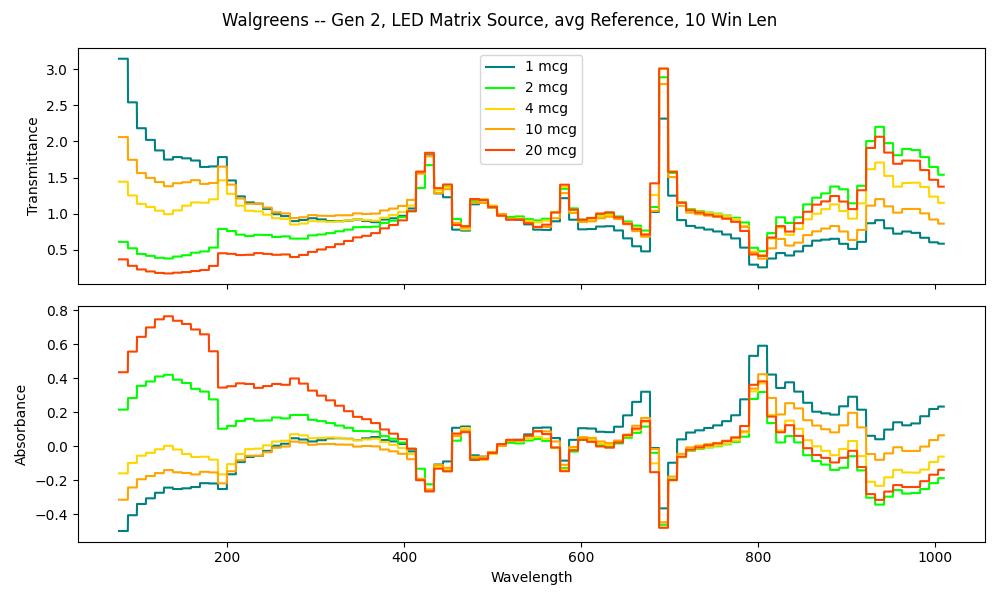 Walgreens -- Gen 2, LED Matrix Source, avg Reference, 10 Win Len
Transmittance
3.0
2.5
2.0
1.5
1.0
0.5
1 mcg
2 mcg
4 mcg
10 mcg
20 mcg
Absorbance
0.8
0.6
0.4
0.2
0.0
−0.2
−0.4
200
400
600
800
1000
Wavelength